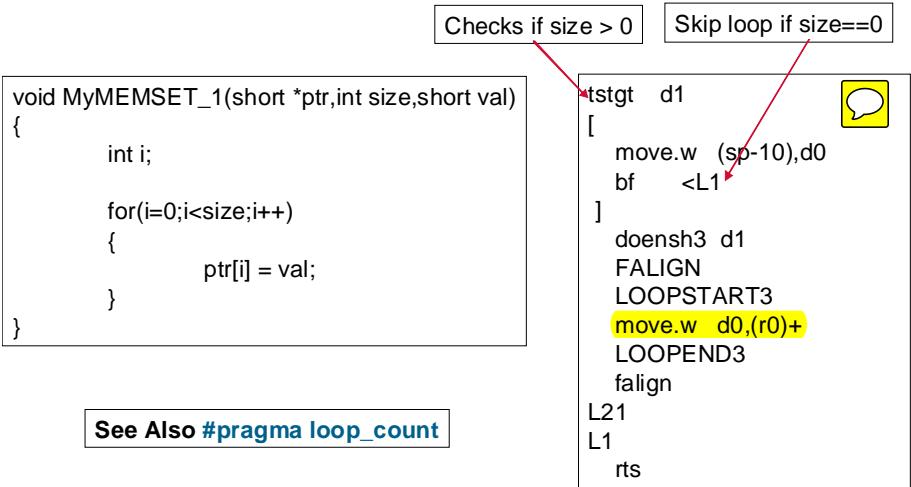 Checks if size > 0
Skip loop if size==0
void MyMEMSET_1(short *ptr,int size,short val)
{
int i;
for(i=0;i<size;i++)
{
ptr[i] = val;
}
}
See Also #pragma loop_count
tstgt d1
[
move.w (sp-10),d0
bf <L1
]
doensh3 d1
FALIGN
LOOPSTART3
move.w d0,(r0)+
LOOPEND3
falign
L21
L1
rts